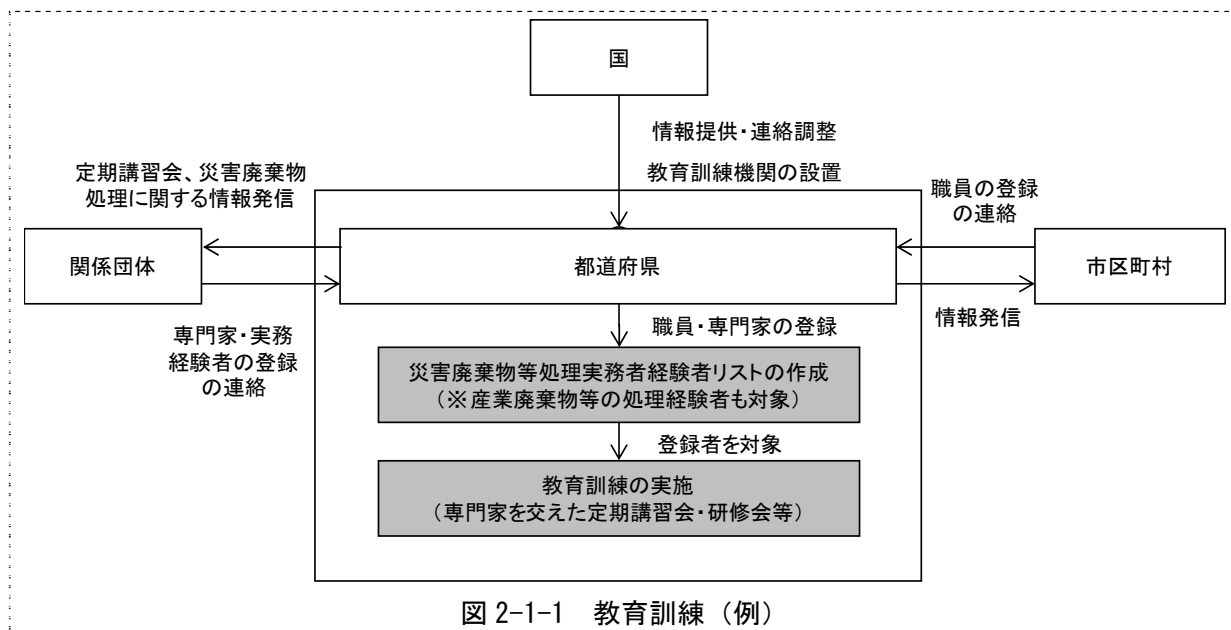 国
情報提供・連絡調整
教育訓練機関の設置
定期講習会、災害廃棄物
処理に関する情報発信
職員の登録
の連絡
関係団体
都道府県
市区町村
専門家・実務
経験者の登録
の連絡
職員・専門家の登録
情報発信
災害廃棄物等処理実務者経験者リストの作成
（※産業廃棄物等の処理経験者も対象）
登録者を対象
教育訓練の実施
（専門家を交えた定期講習会・研修会等）
図 2-1-1 教育訓練（例）